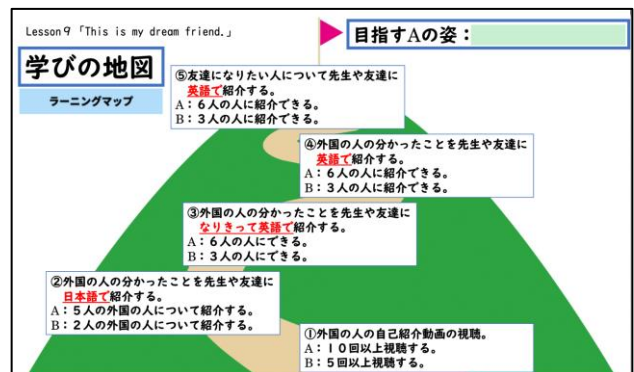 Lesson９「This is my dream friend.」
目指すAの姿：
学びの地図
ラーニングマップ
⑤友達になりたい人について先生や友達に
英語で紹介する。
A：６人の人に紹介できる。
B：３人の人に紹介できる。
④外国の人の分かったことを先生や友達に
英語で紹介する。
A：６人の人に紹介できる。
B：３人の人に紹介できる。
③外国の人の分かったことを先生や友達に
なりきって英語で紹介する。
A：６人の人にできる。
B：３人の人にできる。
②外国の人の分かったことを先生や友達に
日本語で紹介する。
A：５人の外国の人について紹介する。
B：２人の外国の人について紹介する。
①外国の人の自己紹介動画の視聴。
A：１０回以上視聴する。
B：５回以上視聴する。